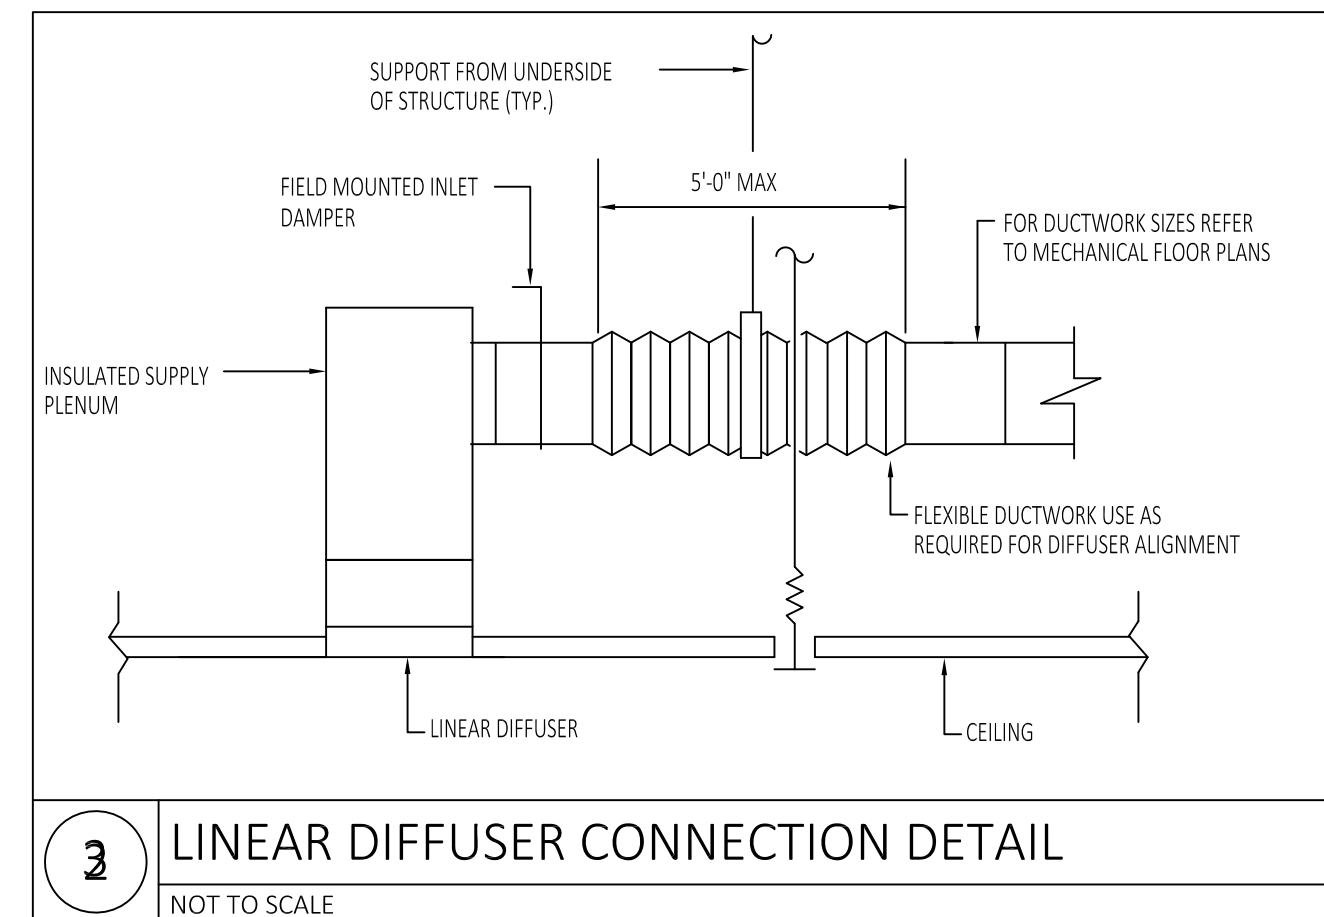 SUPPORT FROM UNDERSIDE
OF STRUCTURE (TYP.)
FIELD MOUNTED INLET
DAMPER
5'-0" MAX
FOR DUCTWORK SIZES REFER
TO MECHANICAL FLOOR PLANS
INSULATED SUPPLY
PLENUM
FLEXIBLE DUCTWORK USE AS
REQUIRED FOR DIFFUSER ALIGNMENT
LINEAR DIFFUSER
CEILING
LINEAR DIFFUSER CONNECTION DETAIL
NOT TO SCALE